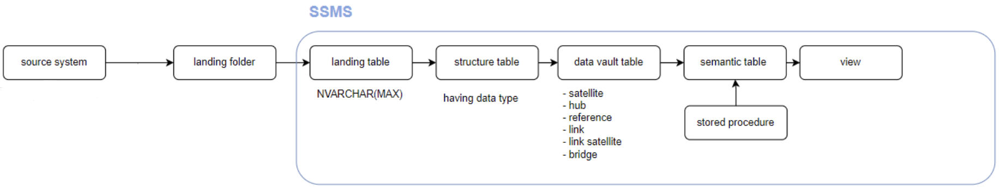 SSMS
source system
landing folder
landing table
structure table
data vault table
semantic table
view
NVARCHAR(MAX)
having data type
- satellite
- hub
- reference
- link
- link satellite
- bridge
stored procedure